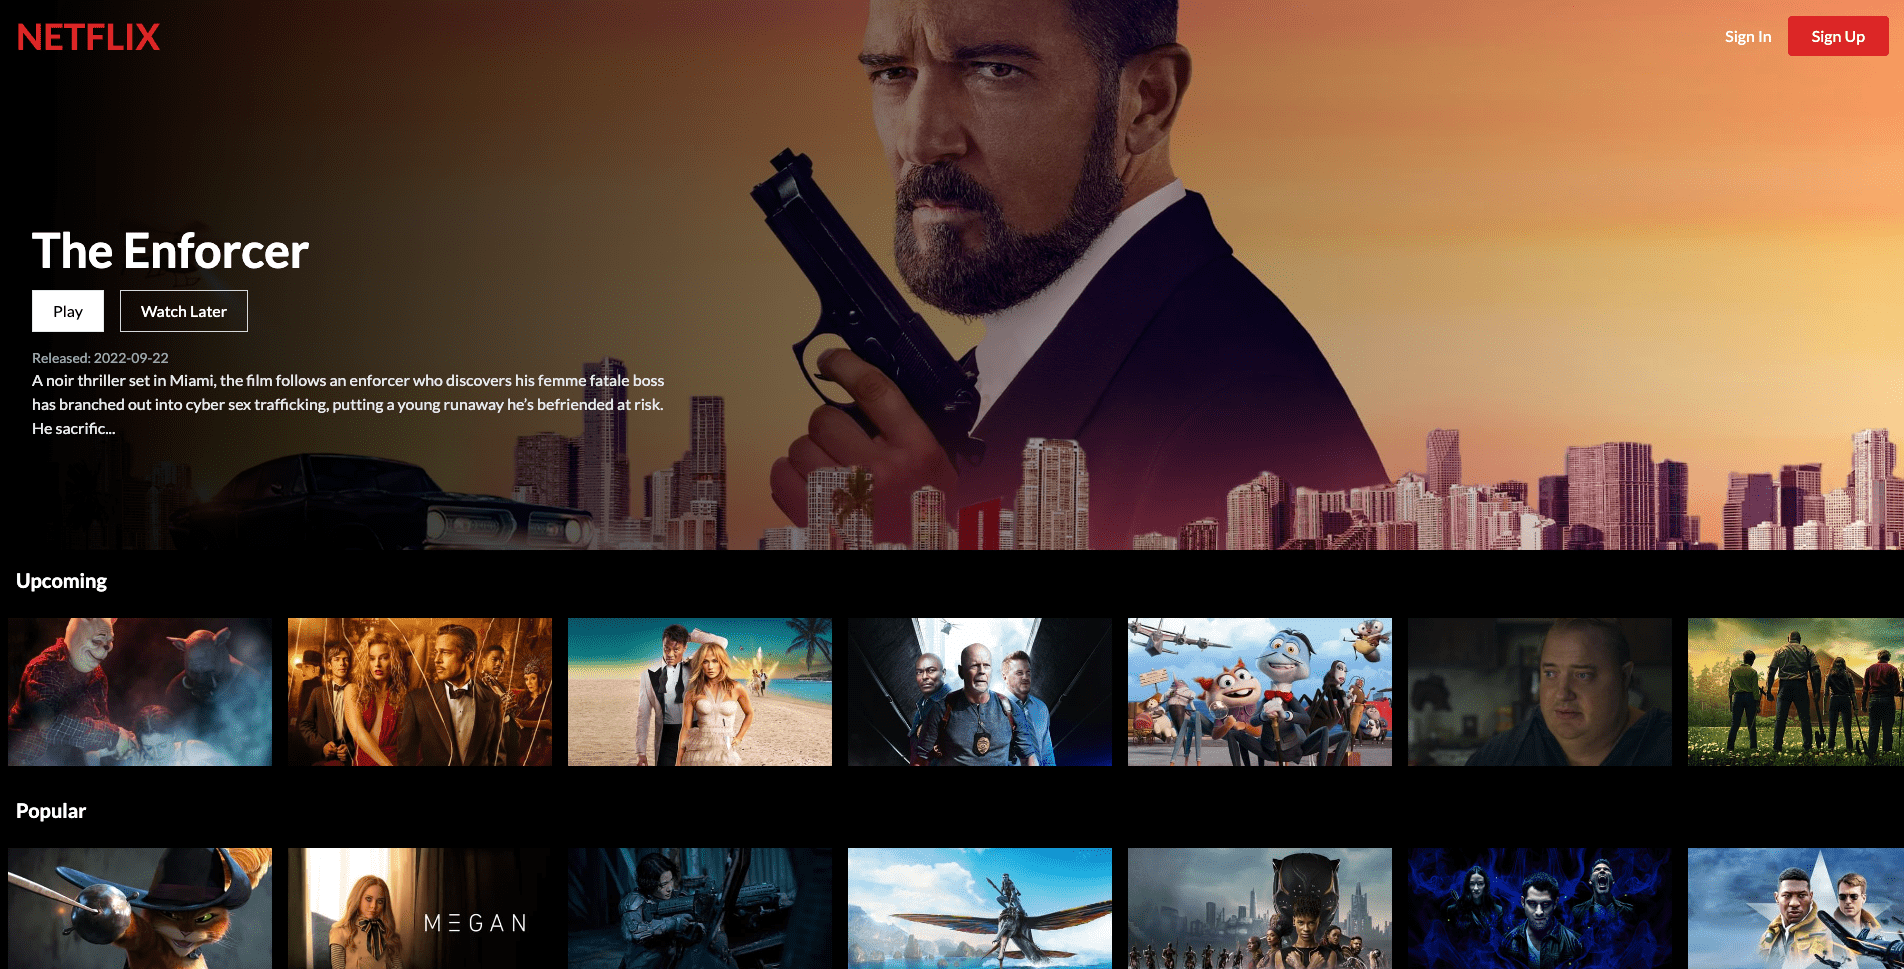 NETFLIX
Sign In
Sign Up
The Enforcer
Play
Watch Later
Released: 2022-09-22
A noir thriller set in Miami, the film follows an enforcer who discovers his femme fatale boss
has branched out into cyber sex trafficking, putting a young runaway he’s befriended at risk.
He sacrific...
Upcoming
Popular
M3GAN